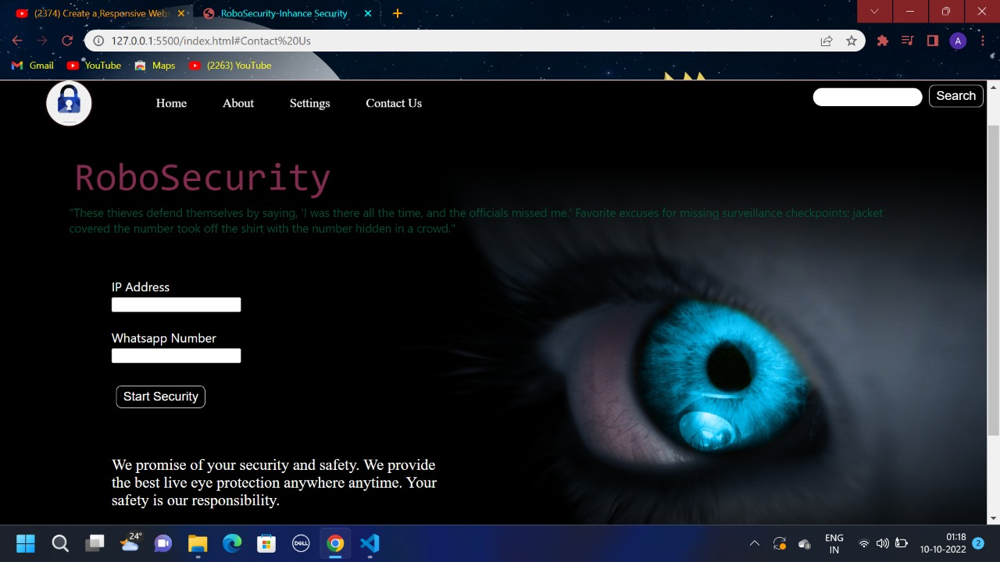 (2374) Create a Responsive Webs
RoboSecurity-Inhance Security
127.0.0.1:5500/index.html#Contact%20Us
A
Gmail
YouTube
Maps
(2263) YouTube
Home
About
Settings
Contact Us
Search
RoboSecurity
"These thieves defend themselves by saying, 'I was there all the time, and the officials missed me.' Favorite excuses for missing surveillance checkpoints: jacket
covered the number took off the shirt with the number hidden in a crowd."
IP Address
Whatsapp Number
Start Security
We promise of your security and safety. We provide
the best live eye protection anywhere anytime. Your
safety is our responsibility.
24°
DELL
ENG
IN
01:18
10-10-2022
2